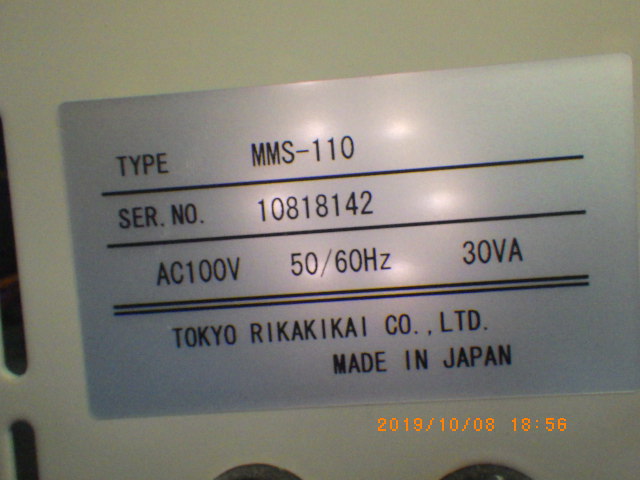 TYPE MMS-110
SER. NO. 10818142
AC100V 50/60Hz 30VA
TOKYO RIKAKIKAI CO.,LTD.
MADE IN JAPAN
2019/10/08 18:56